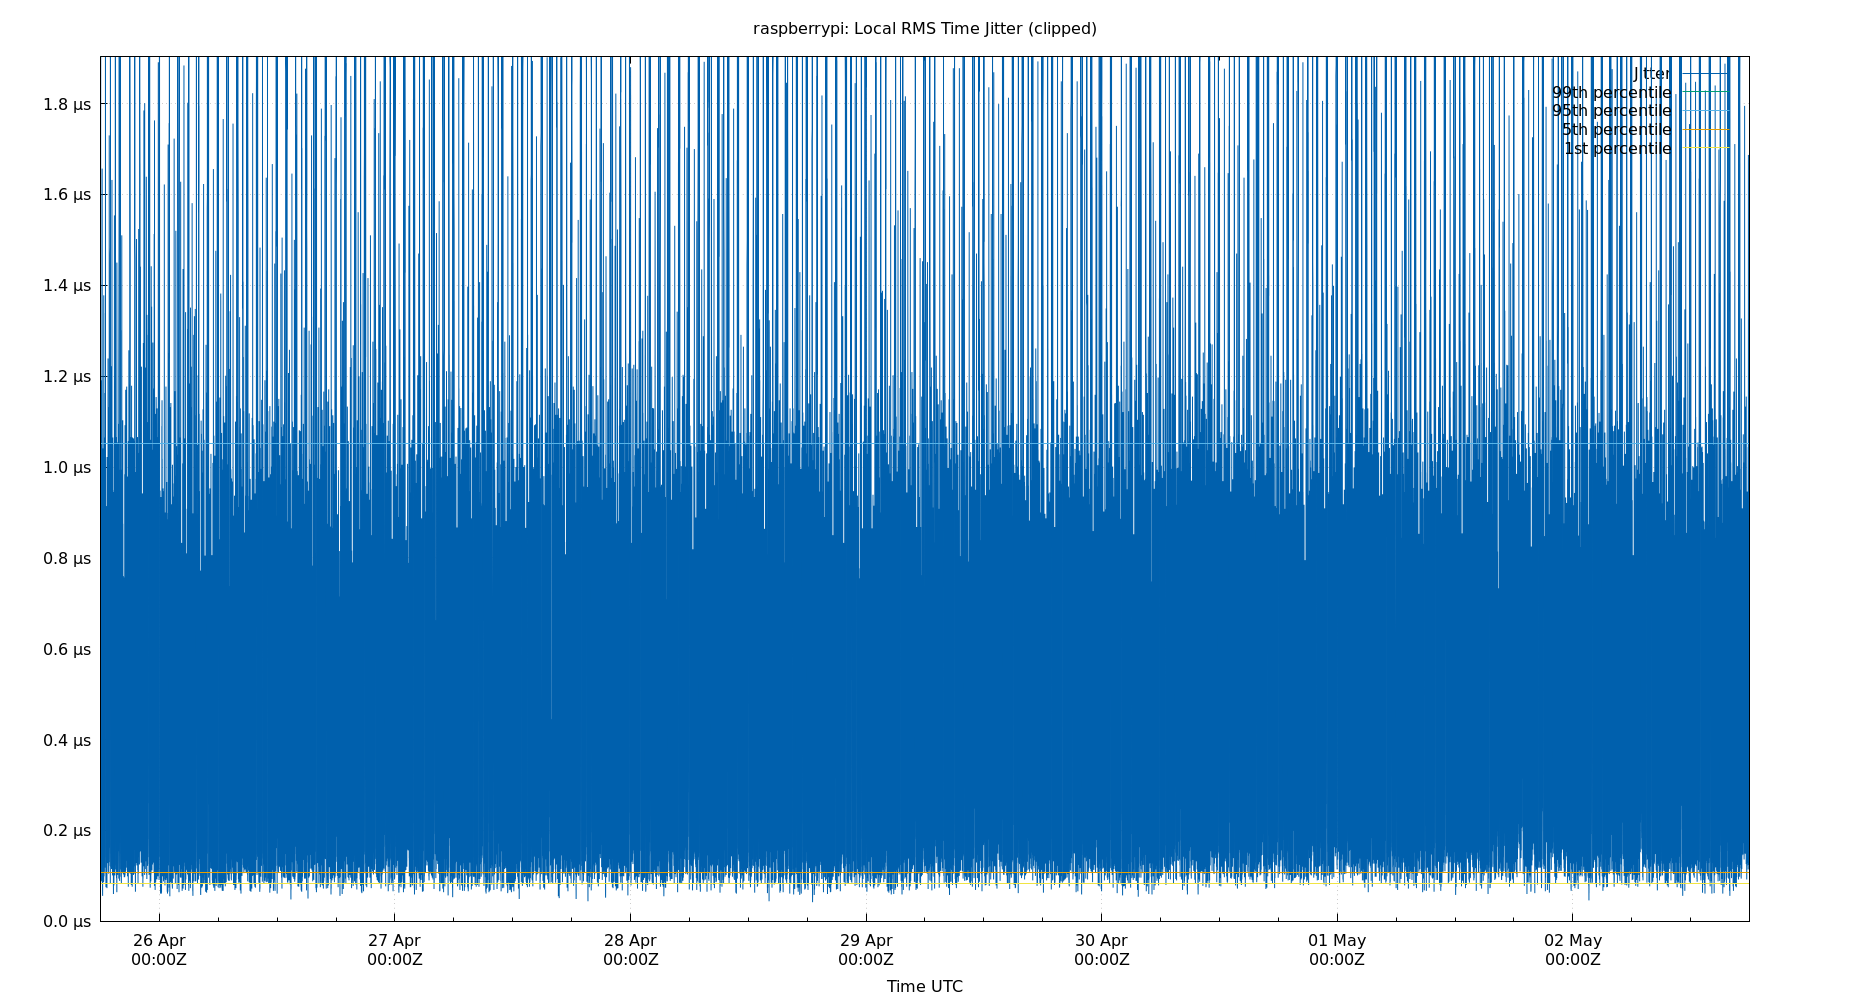 raspberrypi: Local RMS Time Jitter (clipped)
Jitter
99th percentile
95th percentile
5th percentile
1st percentile
1.8 µs
1.6 µs
1.4 µs
1.2 µs
1.0 µs
0.8 µs
0.6 µs
0.4 µs
0.2 µs
0.0 µs
26 Apr 27 Apr 28 Apr 29 Apr 30 Apr 01 May 02 May
00:00Z 00:00Z 00:00Z 00:00Z 00:00Z 00:00Z 00:00Z
Time UTC